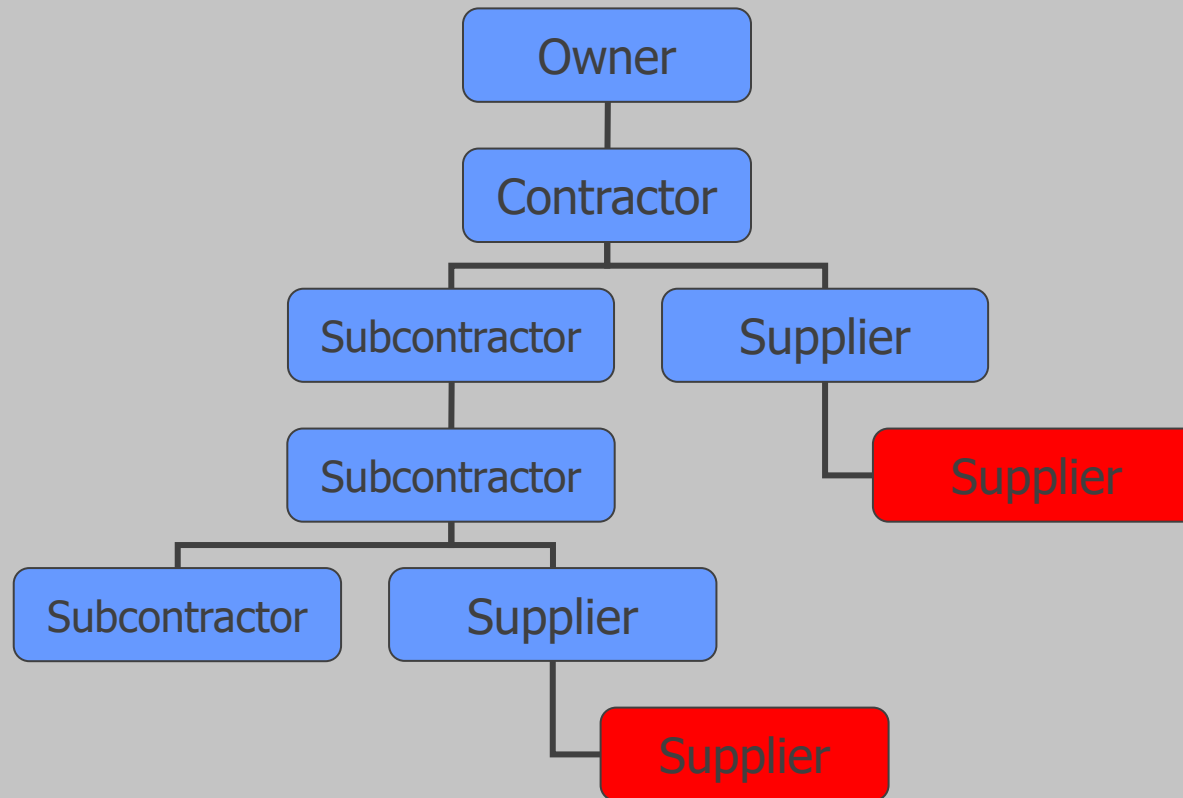 Owner
Contractor
Subcontractor
Supplier
Subcontractor
Supplier
Subcontractor
Supplier
Supplier